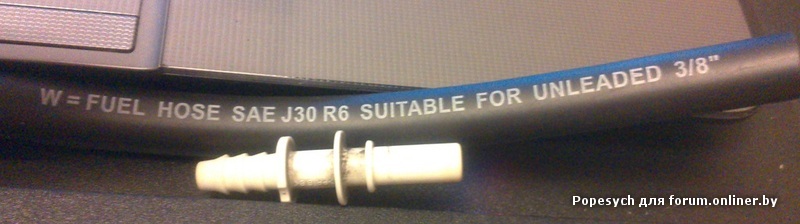 W = FUEL HOSE SAE J30 R6 SUITABLE FOR UNLEADED 3/8"
Popesych для forum.onliner.by